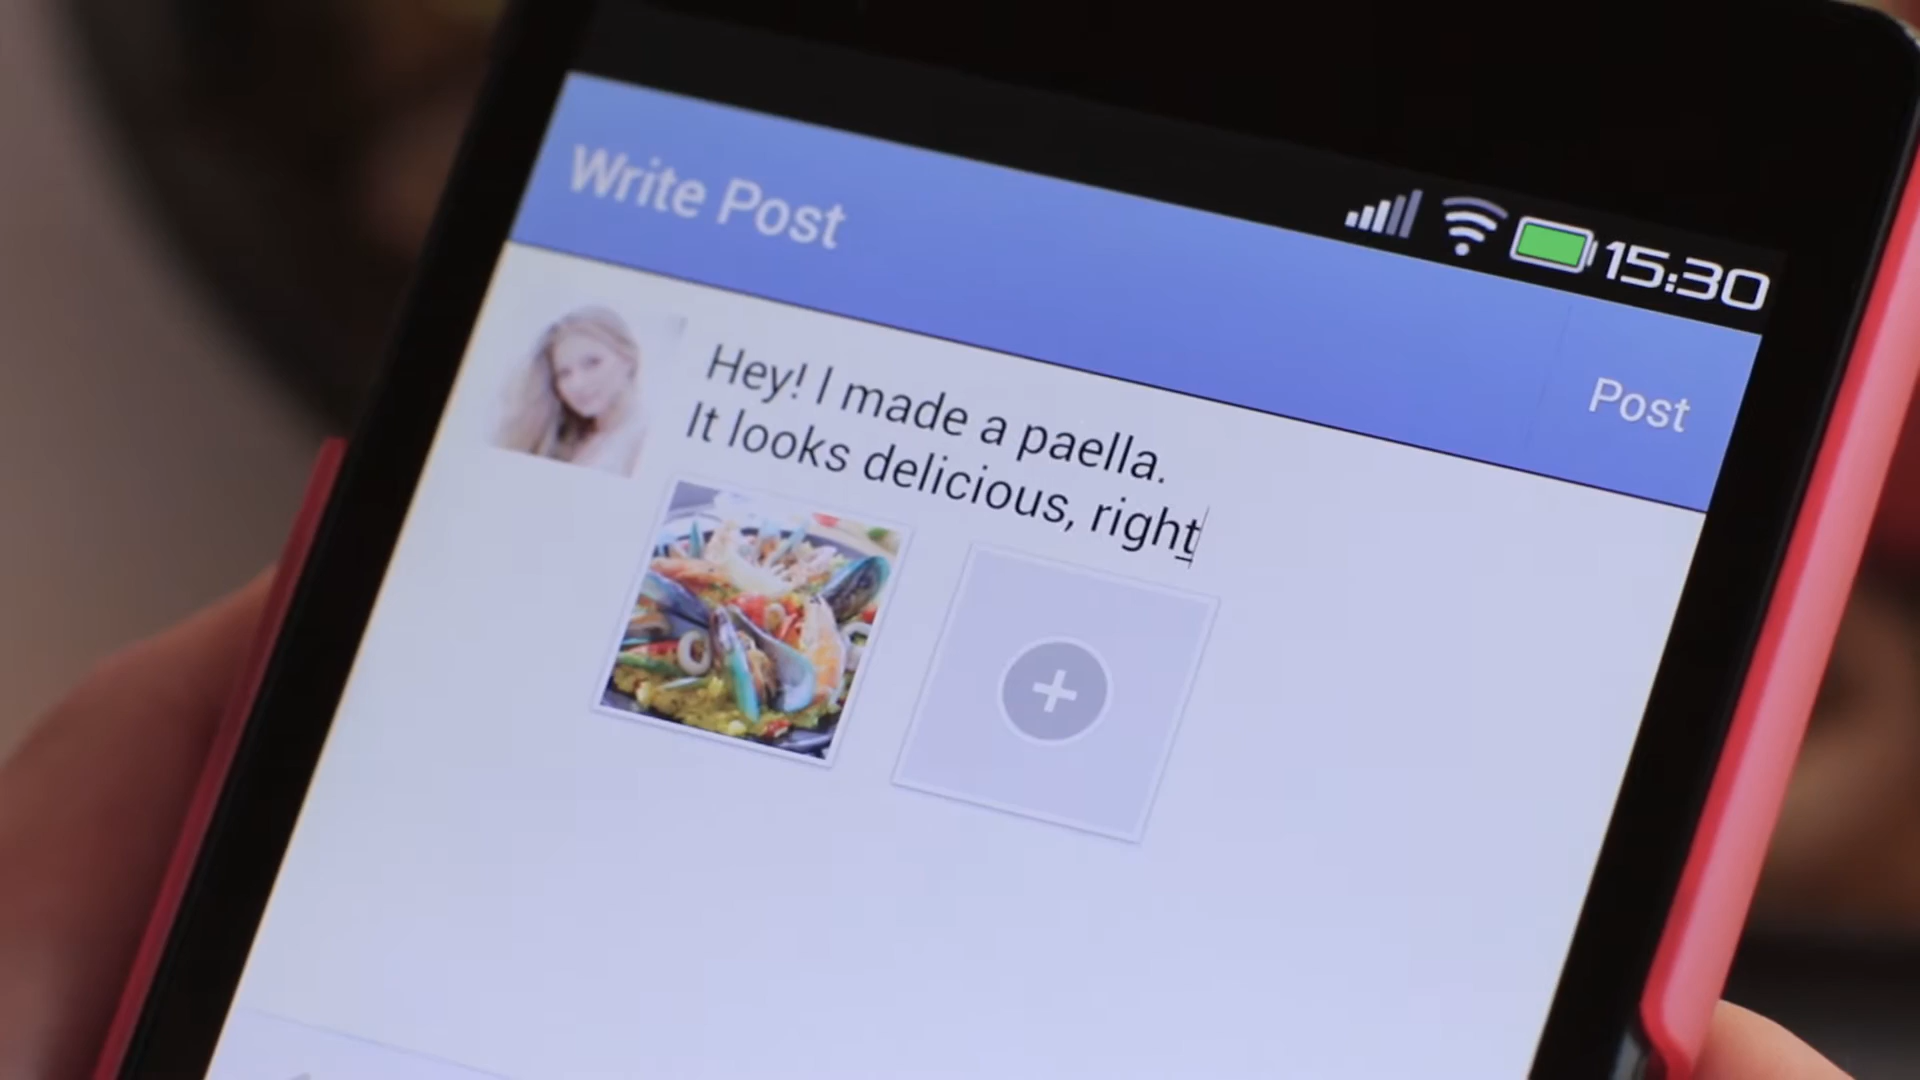 15:30
Write Post
Post
Hey! I made a paella.
It looks delicious, right